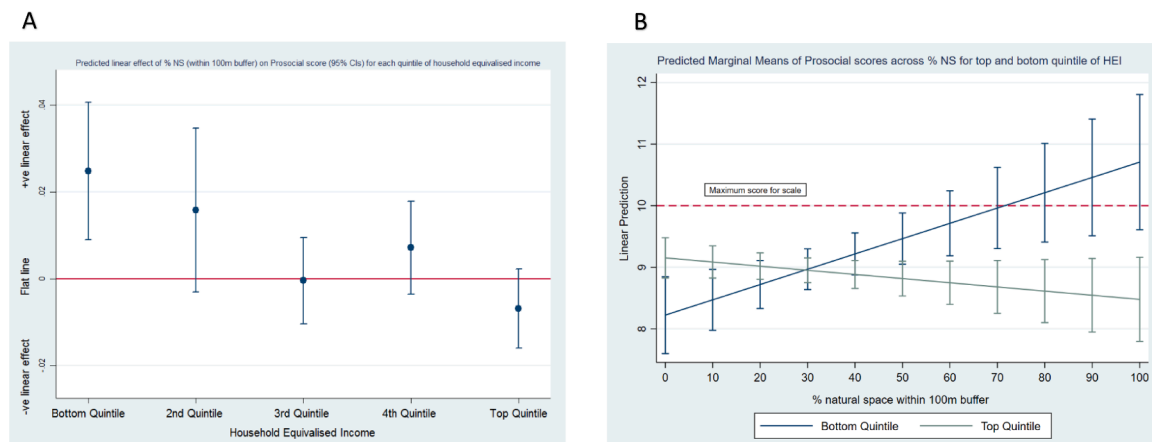 A
Predicted linear effect of % NS (within 100m buffer) on Prosocial score (95% CIs) for each quintile of household equivalised income
+ve linear effect
Flat line
-ve linear effect
.04
.02
0
-.02
Bottom Quintile 2nd Quintile 3rd Quintile 4th Quintile Top Quintile
Household Equivalised Income
B
Predicted Marginal Means of Prosocial scores across % NS for top and botom quintile of HEI
Linear Prediction
12
11
10
9
8
Maximum score for scale
0 10 20 30 40 50 60 70 80 90 100
% natural space within 100m buffer
Bottom Quintile Top Quintile